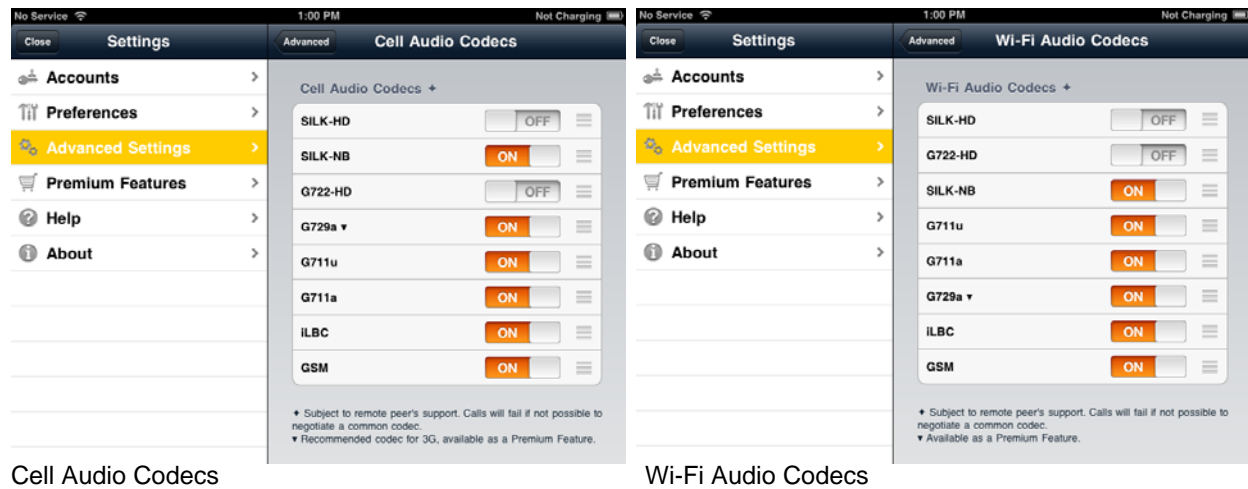 No Service 1:00 PM Not Charging
Close Settings Advanced Cell Audio Codecs
Accounts
Preferences
Advanced Settings
Premium Features
Help
About
Cell Audio Codecs ✦
SILK-HD OFF
SILK-NB ON
G722-HD OFF
G729a ▾ ON
G711u ON
G711a ON
iLBC ON
GSM ON
✦ Subject to remote peer's support. Calls will fail if not possible to
negotiate a common codec.
▾ Recommended codec for 3G, available as a Premium Feature.
Cell Audio Codecs
No Service 1:00 PM Not Charging
Close Settings Advanced Wi-Fi Audio Codecs
Accounts
Preferences
Advanced Settings
Premium Features
Help
About
Wi-Fi Audio Codecs ✦
SILK-HD OFF
G722-HD OFF
SILK-NB ON
G711u ON
G711a ON
G729a ▾ ON
iLBC ON
GSM ON
✦ Subject to remote peer's support. Calls will fail if not possible to
negotiate a common codec.
▾ Available as a Premium Feature.
Wi-Fi Audio Codecs